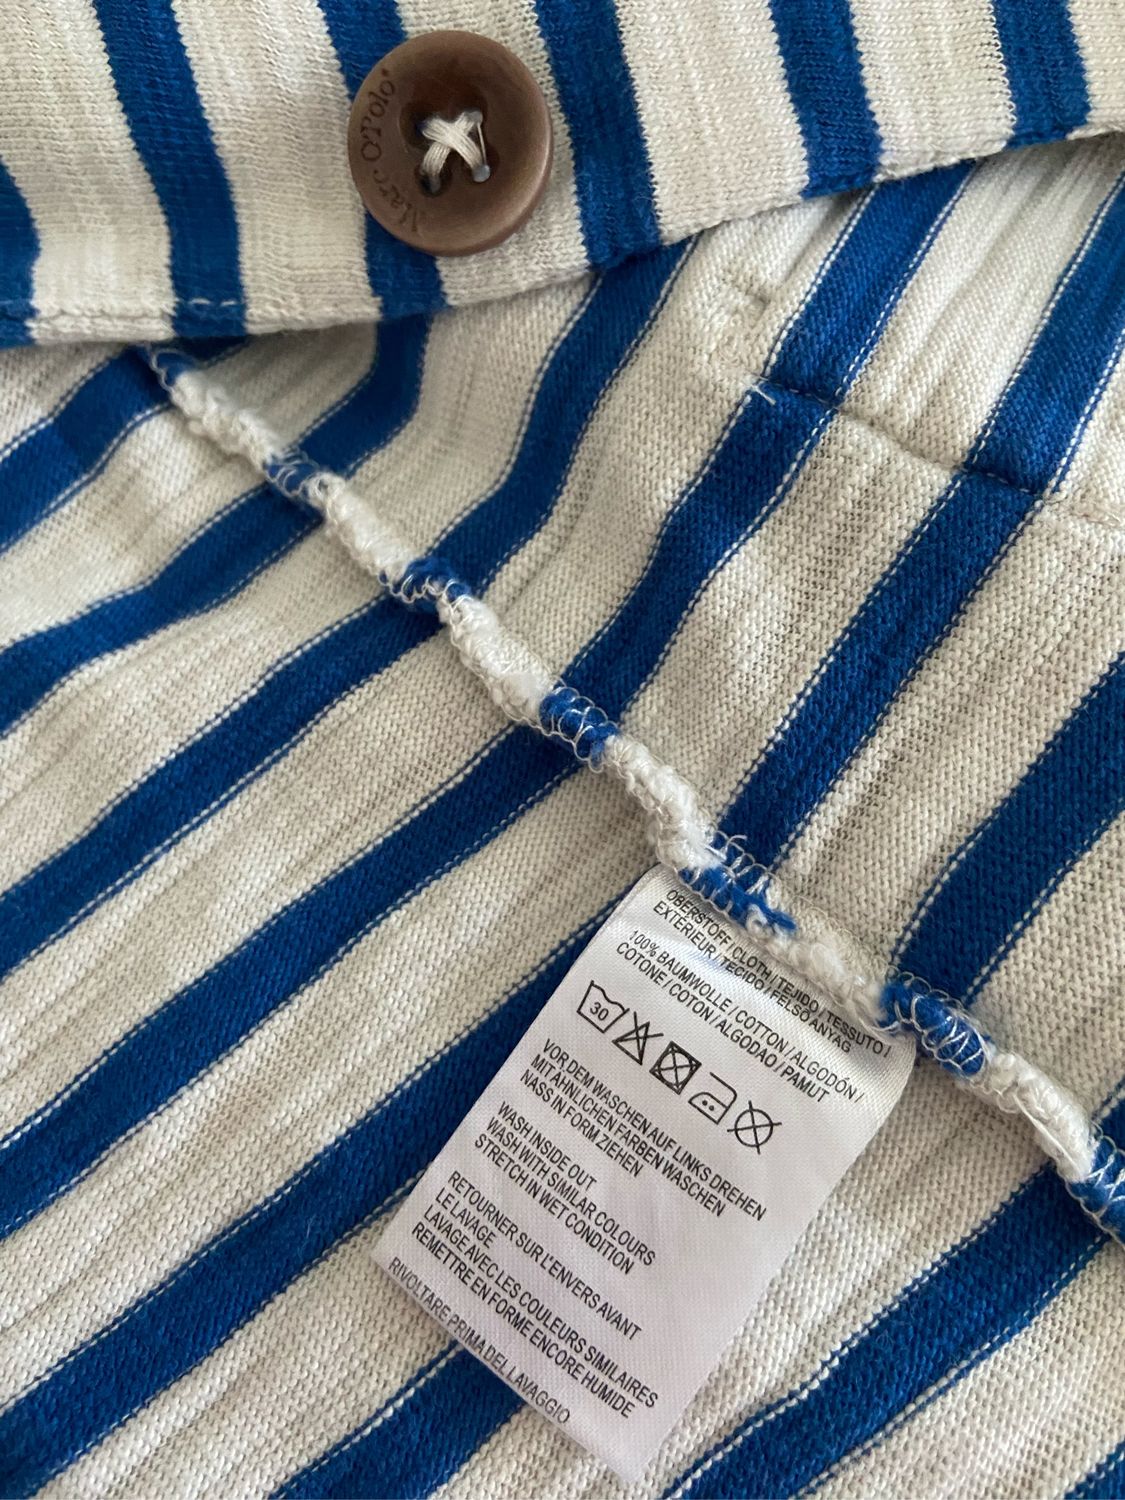 Marc O'Polo
OBERSTOFF / CLOTH / TEJIDO / TESSUTO /
EXTÉRIEUR / TECIDO / FELSŐ ANYAG
100% BAUMWOLLE / COTTON / ALGODÓN /
COTONE / COTON / ALGODAO / PAMUT
30
VOR DEM WASCHEN AUF LINKS DREHEN
MIT ÄHNLICHEN FARBEN WASCHEN
NASS IN FORM ZIEHEN
WASH INSIDE OUT
WASH WITH SIMILAR COLOURS
STRETCH IN WET CONDITION
RETOURNER SUR L'ENVERS AVANT
LE LAVAGE
LAVAGE AVEC LES COULEURS SIMILAIRES
REMETTRE EN FORME ENCORE HUMIDE
RIVOLTARE PRIMA DEL LAVAGGIO